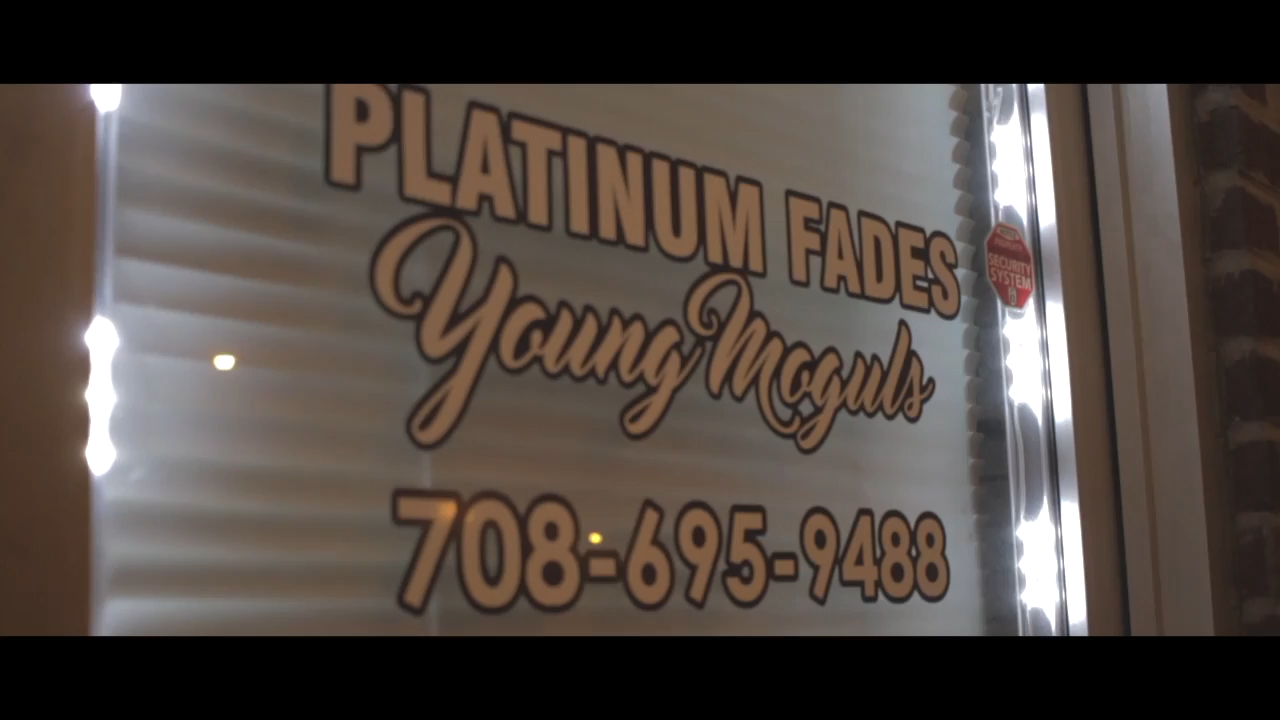 PLATINUM FADES
Young Moguls
708-695-9488
SECURITY
SYSTEM